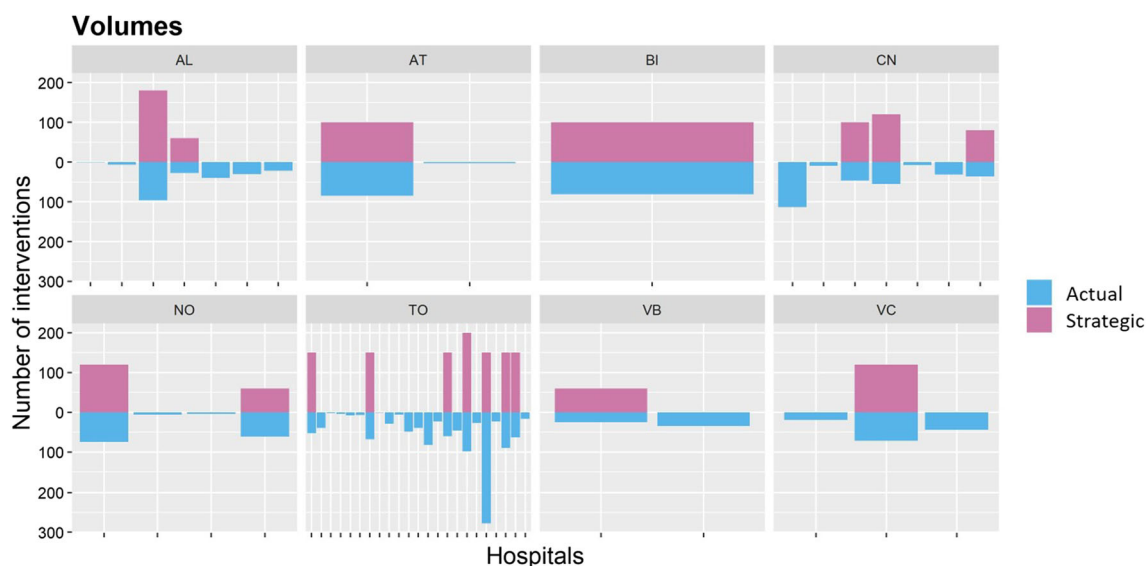 Volumes
AL AT BI CN
200
100
0
100
200
300
NO TO VB VC
200
100
0
100
200
300
Number of interventions
Hospitals
Actual
Strategic